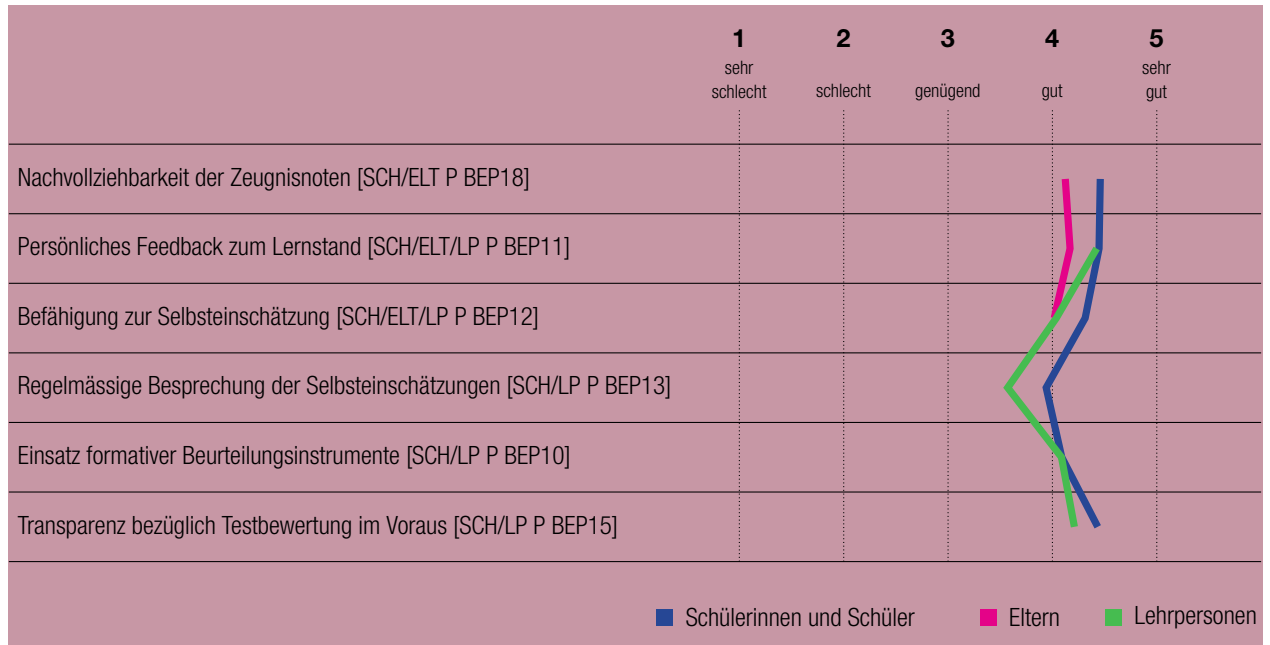 1 2 3 4 5
sehr schlecht schlecht genügend gut sehr gut
Nachvollziehbarkeit der Zeugnisnoten [SCH/ELT P BEP18]
Persönliches Feedback zum Lernstand [SCH/ELT/LP P BEP11]
Befähigung zur Selbsteinschätzung [SCH/ELT/LP P BEP12]
Regelmässige Besprechung der Selbsteinschätzungen [SCH/LP P BEP13]
Einsatz formativer Beurteilungsinstrumente [SCH/LP P BEP10]
Transparenz bezüglich Testbewertung im Voraus [SCH/LP P BEP15]
Schülerinnen und Schüler Eltern Lehrpersonen